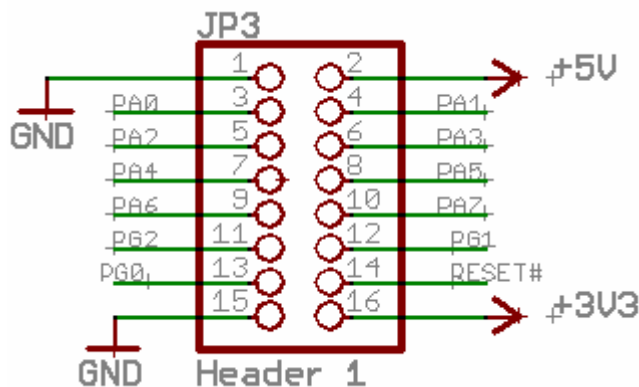 JP3
1 2 +5V
PA0 3 4 PA1
GND
PA2 5 6 PA3
PA4 7 8 PA5
PA6 9 10 PA7
PG2 11 12 PG1
PG0 13 14 RESET#
15 16 +3V3
GND Header 1